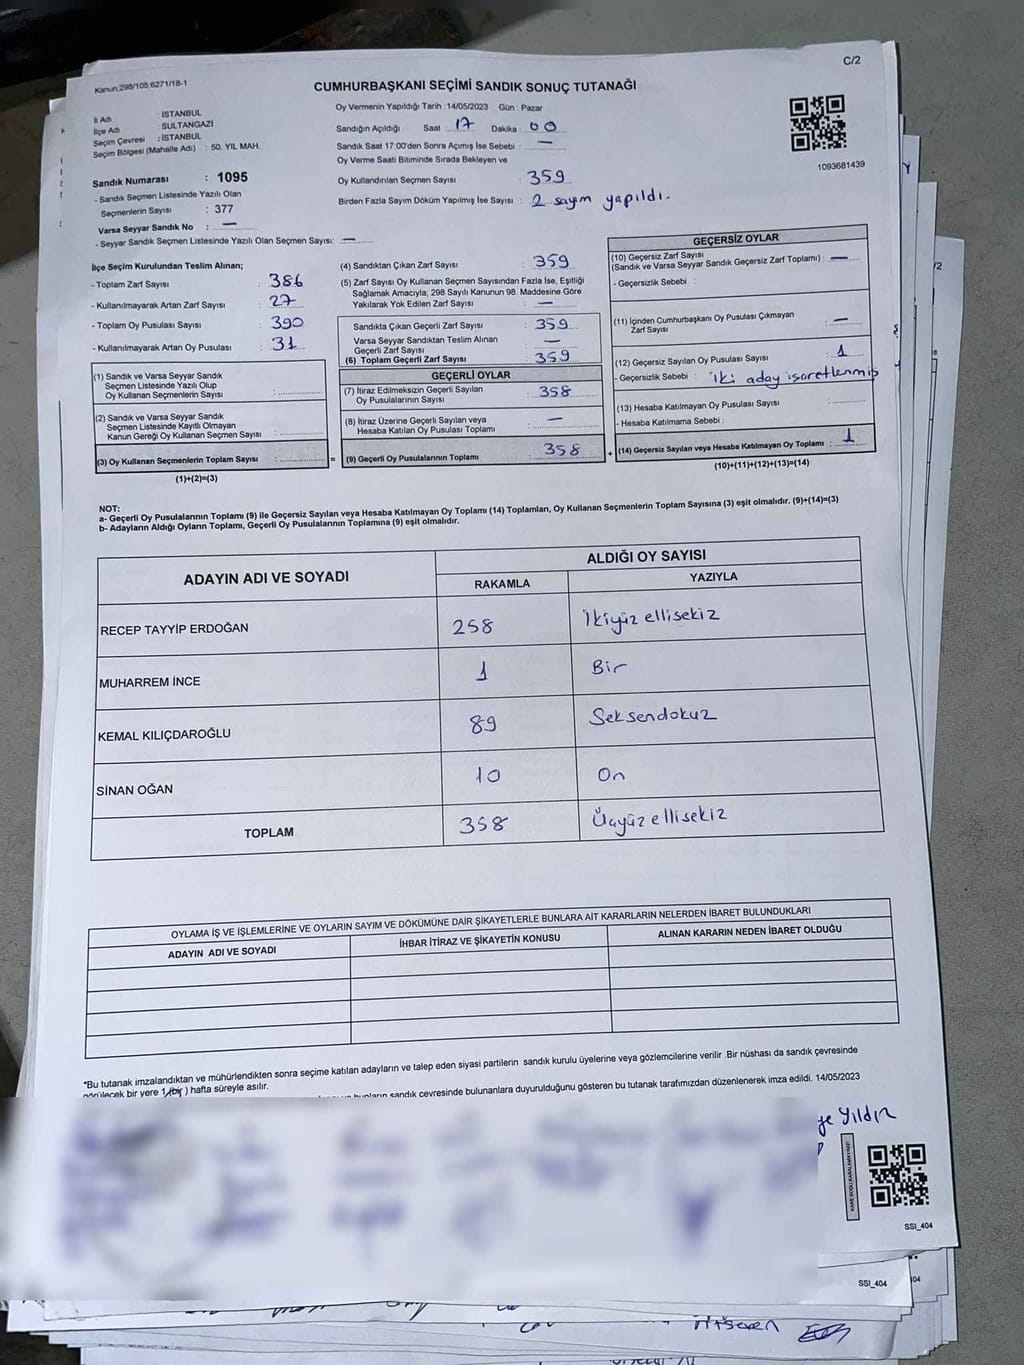 C/2
Kanun:298/105;6271/18-1
CUMHURBAŞKANI SEÇİMİ SANDIK SONUÇ TUTANAĞI
İl Adı : İSTANBUL
İlçe Adı : SULTANGAZİ
Seçim Çevresi : İSTANBUL
Seçim Bölgesi (Mahalle Adı) : 50. YIL MAH.
Sandık Numarası : 1095
- Sandık Seçmen Listesinde Yazılı Olan
Seçmenlerin Sayısı : 377
Varsa Seyyar Sandık No : —
- Seyyar Sandık Seçmen Listesinde Yazılı Olan Seçmen Sayısı: —
Oy Vermenin Yapıldığı Tarih :14/05/2023 Gün : Pazar
Sandığın Açıldığı Saat : 17 Dakika : 00
Sandık Saat 17.00'den Sonra Açılmış İse Sebebi : —
Oy Verme Saati Bitiminde Sırada Bekleyen ve
Oy Kullandırılan Seçmen Sayısı : 359
Birden Fazla Sayım Döküm Yapılmış İse Sayısı : 2 sayım yapıldı.
1093681439
İlçe Seçim Kurulundan Teslim Alınan;
- Toplam Zarf Sayısı : 386
- Kullanılmayarak Artan Zarf Sayısı : 27
- Toplam Oy Pusulası Sayısı : 390
- Kullanılmayarak Artan Oy Pusulası : 31
(1) Sandık ve Varsa Seyyar Sandık
Seçmen Listesinde Yazılı Olup
Oy Kullanan Seçmenlerin Sayısı :
(2) Sandık ve Varsa Seyyar Sandık
Seçmen Listesinde Kayıtlı Olmayan
Kanun Gereği Oy Kullanan Seçmen Sayısı :
(3) Oy Kullanan Seçmenlerin Toplam Sayısı :
(1)+(2)=(3)
=
(4) Sandıktan Çıkan Zarf Sayısı : 359
(5) Zarf Sayısı Oy Kullanan Seçmen Sayısından Fazla İse, Eşitliği
Sağlamak Amacıyla; 298 Sayılı Kanunun 98. Maddesine Göre
Yakılarak Yok Edilen Zarf Sayısı : —
Sandıkta Çıkan Geçerli Zarf Sayısı : 359
Varsa Seyyar Sandıktan Teslim Alınan
Geçerli Zarf Sayısı : —
(6) Toplam Geçerli Zarf Sayısı : 359
GEÇERLİ OYLAR
(7) İtiraz Edilmeksizin Geçerli Sayılan
Oy Pusulalarının Sayısı : 358
(8) İtiraz Üzerine Geçerli Sayılan veya
Hesaba Katılan Oy Pusulası Toplamı : —
(9) Geçerli Oy Pusulalarının Toplamı : 358
+
GEÇERSİZ OYLAR
(10) Geçersiz Zarf Sayısı
(Sandık ve Varsa Seyyar Sandık Geçersiz Zarf Toplamı) : —
- Geçersizlik Sebebi :
(11) İçinden Cumhurbaşkanı Oy Pusulası Çıkmayan
Zarf Sayısı : —
(12) Geçersiz Sayılan Oy Pusulası Sayısı : 1
- Geçersizlik Sebebi : iki aday işaretlenmiş
(13) Hesaba Katılmayan Oy Pusulası Sayısı :
- Hesaba Katılmama Sebebi :
(14) Geçersiz Sayılan veya Hesaba Katılmayan Oy Toplamı : 1
(10)+(11)+(12)+(13)=(14)
NOT:
a- Geçerli Oy Pusulalarının Toplamı (9) ile Geçersiz Sayılan veya Hesaba Katılmayan Oy Toplamı (14) Toplamları, Oy Kullanan Seçmenlerin Toplam Sayısına (3) eşit olmalıdır. (9)+(14)=(3)
b- Adayların Aldığı Oyların Toplamı, Geçerli Oy Pusulalarının Toplamına (9) eşit olmalıdır.
ADAYIN ADI VE SOYADI ALDIĞI OY SAYISI
RAKAMLA YAZIYLA
RECEP TAYYİP ERDOĞAN 258 İkiyüz ellisekiz
MUHARREM İNCE 1 Bir
KEMAL KILIÇDAROĞLU 89 Seksendokuz
SİNAN OĞAN 10 On
TOPLAM 358 Üçyüz ellisekiz
OYLAMA İŞ VE İŞLEMLERİNE VE OYLARIN SAYIM VE DÖKÜMÜNE DAİR ŞİKAYETLERLE BUNLARA AİT KARARLARIN NELERDEN İBARET BULUNDUKLARI
ADAYIN ADI VE SOYADI İHBAR İTİRAZ VE ŞİKAYETİN KONUSU ALINAN KARARIN NEDEN İBARET OLDUĞU
*Bu tutanak imzalandıktan ve mühürlendikten sonra seçime katılan adayların ve talep eden siyasi partilerin sandık kurulu üyelerine veya gözlemcilerine verilir .Bir nüshası da sandık çevresinde
görülecek bir yere 1 (bir) hafta süreyle asılır.
bunların sandık çevresinde bulunanlara duyurulduğunu gösteren bu tutanak tarafımızdan düzenlenerek imza edildi. 14/05/2023
SSI_404
SSI_404